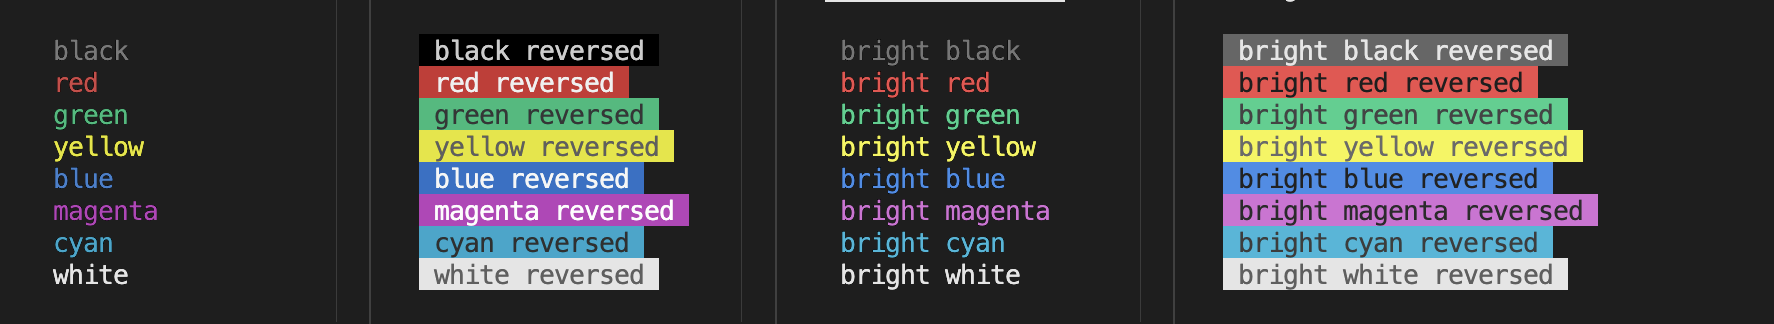 black
red
green
yellow
blue
magenta
cyan
white
black reversed
red reversed
green reversed
yellow reversed
blue reversed
magenta reversed
cyan reversed
white reversed
bright black
bright red
bright green
bright yellow
bright blue
bright magenta
bright cyan
bright white
bright black reversed
bright red reversed
bright green reversed
bright yellow reversed
bright blue reversed
bright magenta reversed
bright cyan reversed
bright white reversed